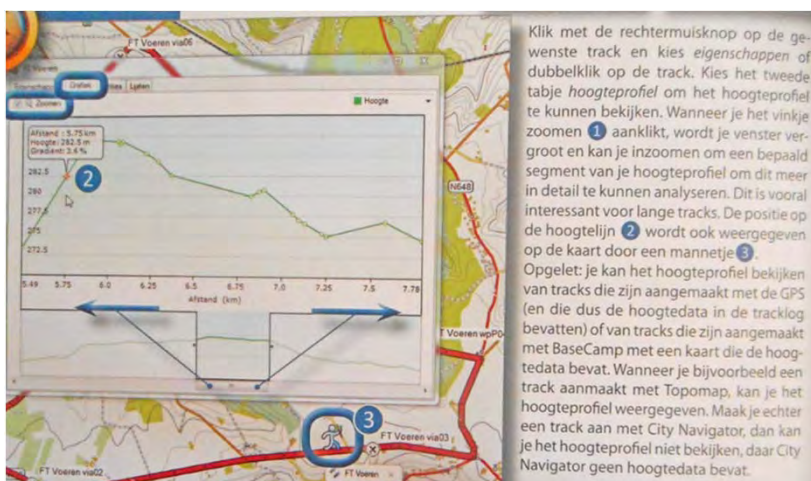 FT Voeren via06
Voeren
Grafiek
Lijsten
Zoomen
Hoogte
Afstand : 5.75 km
Hoogte: 282.5 m
Gradiënt: 3.6 %
2
282.5
280
277.5
275
272.5
5.49 5.75 6.0 6.25 6.5 6.75 7.0 7.25 7.5 7.78
Afstand (km)
N648
T Voeren wpP0
3
FT Voeren via03
FT Voeren via02
FT Voeren
Klik met de rechtermuisknop op de ge-
wenste track en kies eigenschappen of
dubbelklik op de track. Kies het tweede
tabje hoogteprofiel om het hoogteprofiel
te kunnen bekijken. Wanneer je het vinkje
zoomen 1 aanklikt, wordt je venster ver-
groot en kan je inzoomen om een bepaald
segment van je hoogteprofiel om dit meer
in detail te kunnen analyseren. Dit is vooral
interessant voor lange tracks. De positie op
de hoogtelijn 2 wordt ook weergegeven
op de kaart door een mannetje 3.
Opgelet: je kan het hoogteprofiel bekijken
van tracks die zijn aangemaakt met de GPS
(en die dus de hoogtedata in de tracklog
bevatten) of van tracks die zijn aangemaakt
met BaseCamp met een kaart die de hoog-
tedata bevat. Wanneer je bijvoorbeeld een
track aanmaakt met Topomap, kan je het
hoogteprofiel weergegeven. Maak je echter
een track aan met City Navigator, dan kan
je het hoogteprofiel niet bekijken, daar City
Navigator geen hoogtedata bevat.